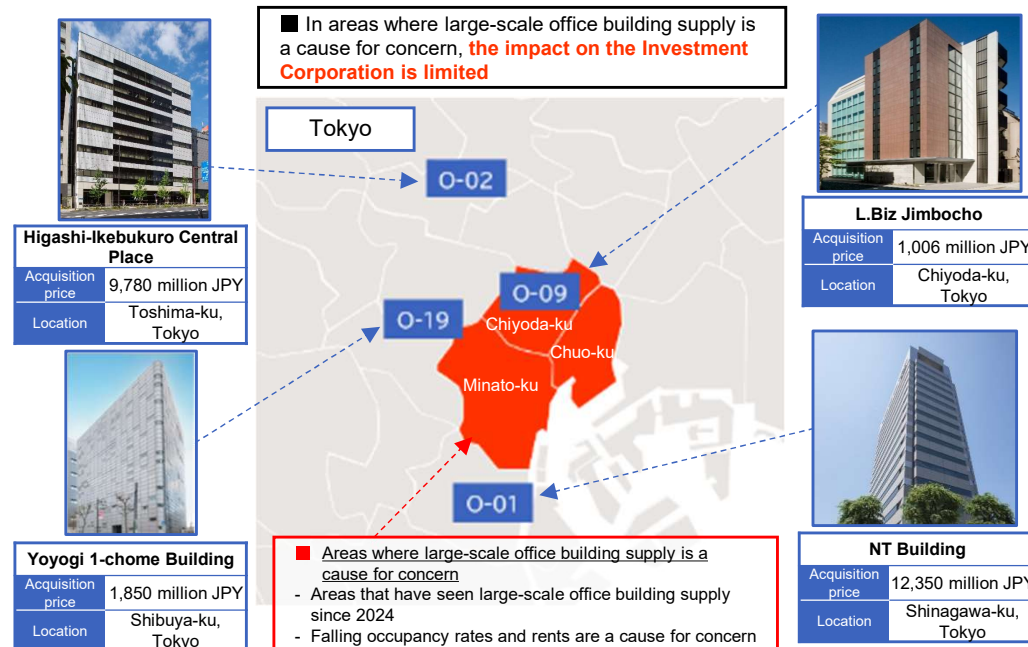 ■ In areas where large-scale office building supply is
a cause for concern, the impact on the Investment
Corporation is limited
Tokyo
O-02
O-09
O-19
Chiyoda-ku
Chuo-ku
Minato-ku
O-01
Higashi-Ikebukuro Central
Place
Acquisition
price
9,780 million JPY
Location
Toshima-ku,
Tokyo
L.Biz Jimbocho
Acquisition
price
1,006 million JPY
Location
Chiyoda-ku,
Tokyo
Yoyogi 1-chome Building
Acquisition
price
1,850 million JPY
Location
Shibuya-ku,
Tokyo
■ Areas where large-scale office building supply is a
cause for concern
- Areas that have seen large-scale office building supply
since 2024
- Falling occupancy rates and rents are a cause for concern
NT Building
Acquisition
price
12,350 million JPY
Location
Shinagawa-ku,
Tokyo